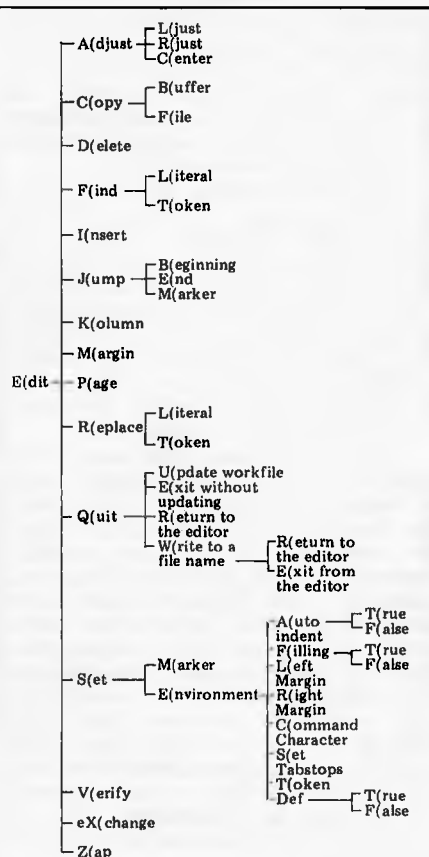 A(djust
L(just
R(just
C(enter
C(opy
B(uffer
F(ile
D(elete
F(ind
L(iteral
T(oken
I(nsert
J(ump
B(eginning
E(nd
M(arker
K(olumn
M(argin
E(dit
P(age
R(eplace
L(iteral
T(oken
Q(uit
U(pdate workfile
E(xit without
updating
R(eturn to
the editor
W(rite to a
file name
R(eturn to
the editor
E(xit from
the editor
S(et
M(arker
E(nvironment
A(uto
indent
T(rue
F(alse
F(illing
T(rue
F(alse
L(eft
Margin
R(ight
Margin
C(ommand
Character
S(et
Tabstops
T(oken
Def
T(rue
F(alse
V(erify
eX(change
Z(ap